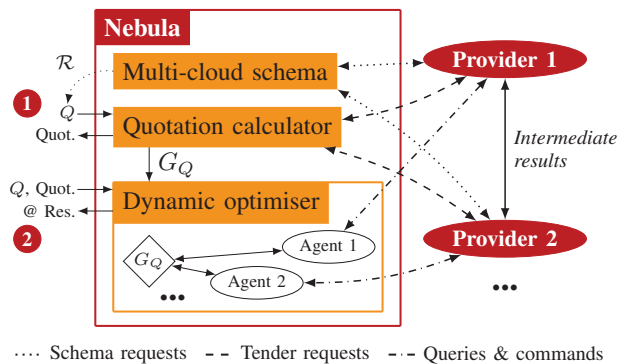 Nebula
ℛ
Multi-cloud schema
Provider 1
1
Q
Quot.
Quotation calculator
Intermediate
results
G_Q
Q, Quot.
@ Res.
Dynamic optimiser
2
Provider 2
Agent 1
G_Q
Agent 2
•••
•••
Schema requests
Tender requests
Queries & commands